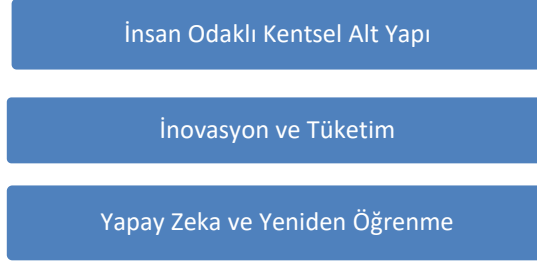 İnsan Odaklı Kentsel Alt Yapı
İnovasyon ve Tüketim
Yapay Zeka ve Yeniden Öğrenme